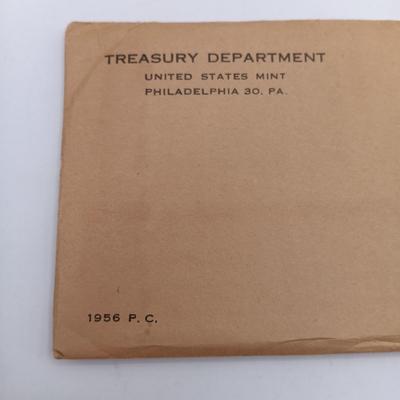 TREASURY DEPARTMENT
UNITED STATES MINT
PHILADELPHIA 30, PA.
1956 P. C.